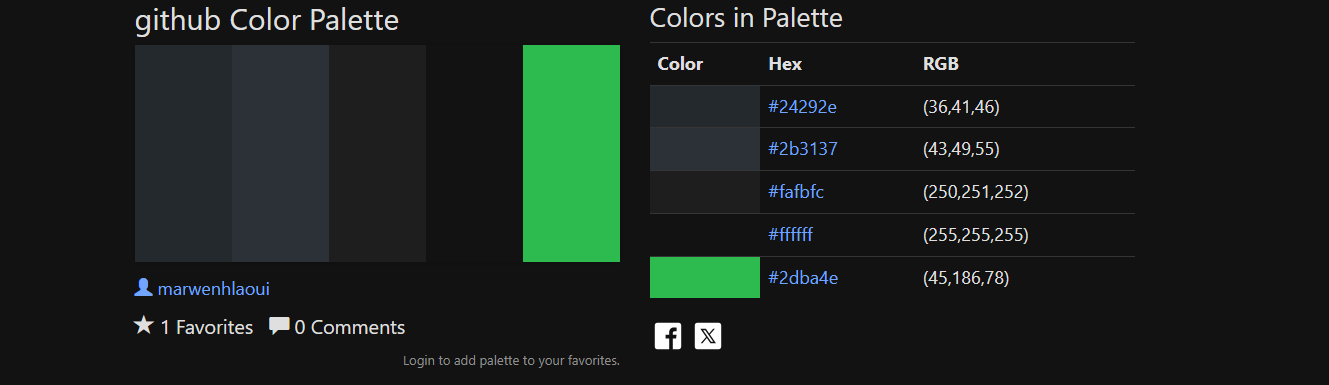 github Color Palette
marwenhlaoui
1 Favorites 0 Comments
Login to add palette to your favorites.
Colors in Palette
Color Hex RGB
#24292e (36,41,46)
#2b3137 (43,49,55)
#fafbfc (250,251,252)
#ffffff (255,255,255)
#2dba4e (45,186,78)